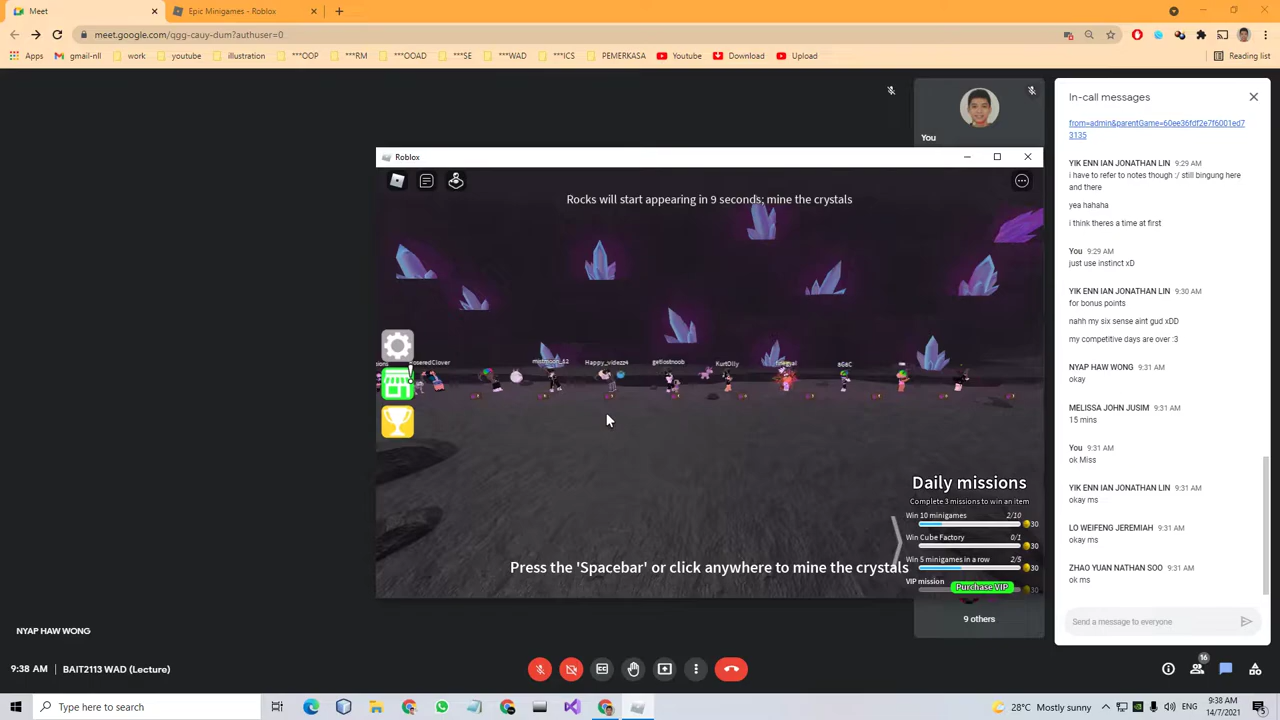 Meet
Epic Minigames - Roblox
meet.google.com/qgg-cauy-dum?authuser=0
Apps
gmail-nll
work
youtube
illustration
***OOP
***RM
***OOAD
***SE
***WAD
***ICS
PEMERKASA
Youtube
Download
Upload
Reading list
You
In-call messages
from=admin&parentGame=60ee36fdf2e7f6001ed7
3135
YIK ENN IAN JONATHAN LIN 9:29 AM
i have to refer to notes though :/ still bingung here
and there
yea hahaha
i think theres a time at first
You 9:29 AM
just use instinct xD
YIK ENN IAN JONATHAN LIN 9:30 AM
for bonus points
nahh my six sense aint gud xDD
my competitive days are over :3
NYAP HAW WONG 9:31 AM
okay
MELISSA JOHN JUSIM 9:31 AM
15 mins
You 9:31 AM
ok Miss
YIK ENN IAN JONATHAN LIN 9:31 AM
okay ms
LO WEIFENG JEREMIAH 9:31 AM
okay ms
ZHAO YUAN NATHAN SOO 9:31 AM
ok ms
Send a message to everyone
Roblox
Rocks will start appearing in 9 seconds; mine the crystals
KurtOlly
Daily missions
Complete 3 missions to win an item
Win 10 minigames 2/10
30
Win Cube Factory 0/1
30
Win 5 minigames in a row 2/5
30
VIP mission
Purchase VIP
30
Press the 'Spacebar' or click anywhere to mine the crystals
9 others
NYAP HAW WONG
9:38 AM
BAIT2113 WAD (Lecture)
16
Type here to search
28°C Mostly sunny
ENG
9:38 AM
14/7/2021
5